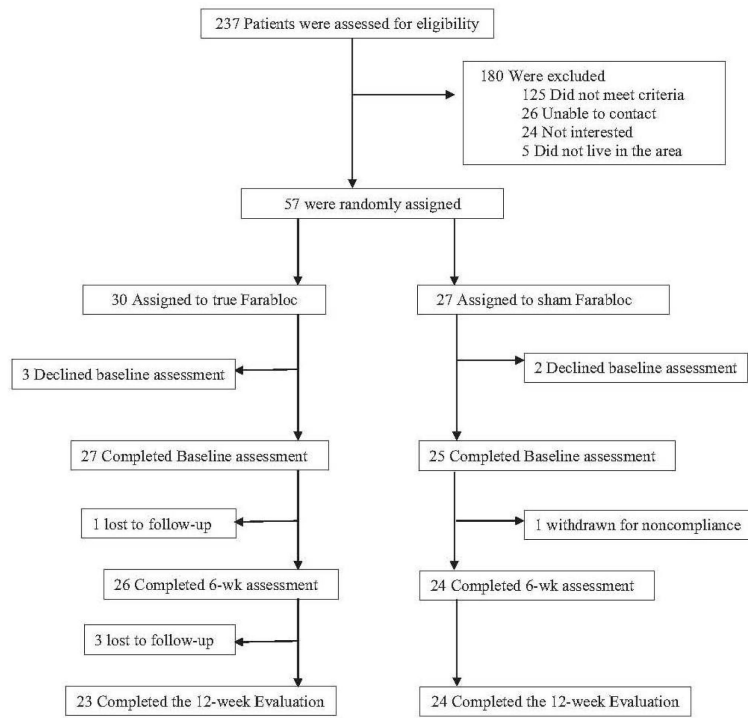 237 Patients were assessed for eligibility
180 Were excluded
125 Did not meet criteria
26 Unable to contact
24 Not interested
5 Did not live in the area
57 were randomly assigned
30 Assigned to true Farabloc
27 Assigned to sham Farabloc
3 Declined baseline assessment
2 Declined baseline assessment
27 Completed Baseline assessment
25 Completed Baseline assessment
1 lost to follow-up
1 withdrawn for noncompliance
26 Completed 6-wk assessment
24 Completed 6-wk assessment
3 lost to follow-up
23 Completed the 12-week Evaluation
24 Completed the 12-week Evaluation